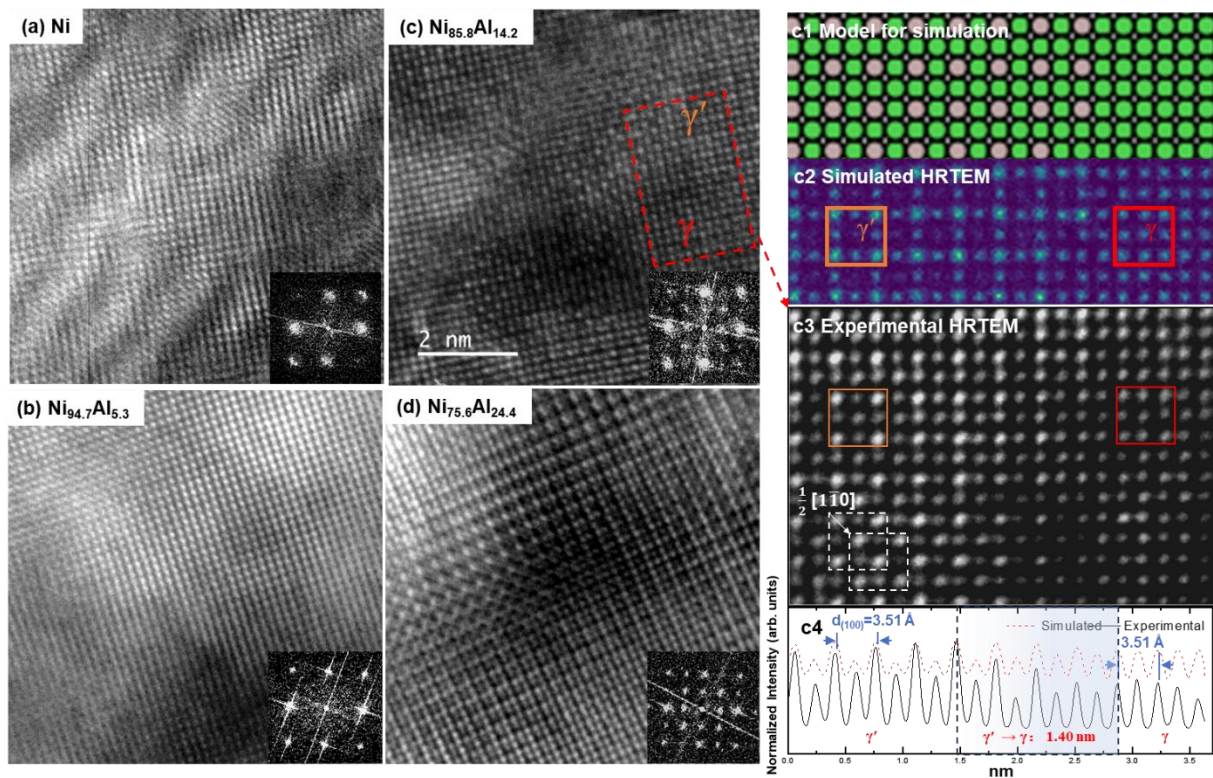 (a) Ni
(c) Ni85.8Al14.2
γ′
γ
2 nm
(b) Ni94.7Al5.3
(d) Ni75.6Al24.4
c1 Model for simulation
c2 Simulated HRTEM
γ′
γ
c3 Experimental HRTEM
1/2 [11̄0]
Normalized Intensity (arb. units)
c4
d(100)=3.51 Å
Simulated
Experimental
3.51 Å
γ′
γ′ → γ: 1.40 nm
γ
0.0 0.5 1.0 1.5 2.0 2.5 3.0 3.5
nm